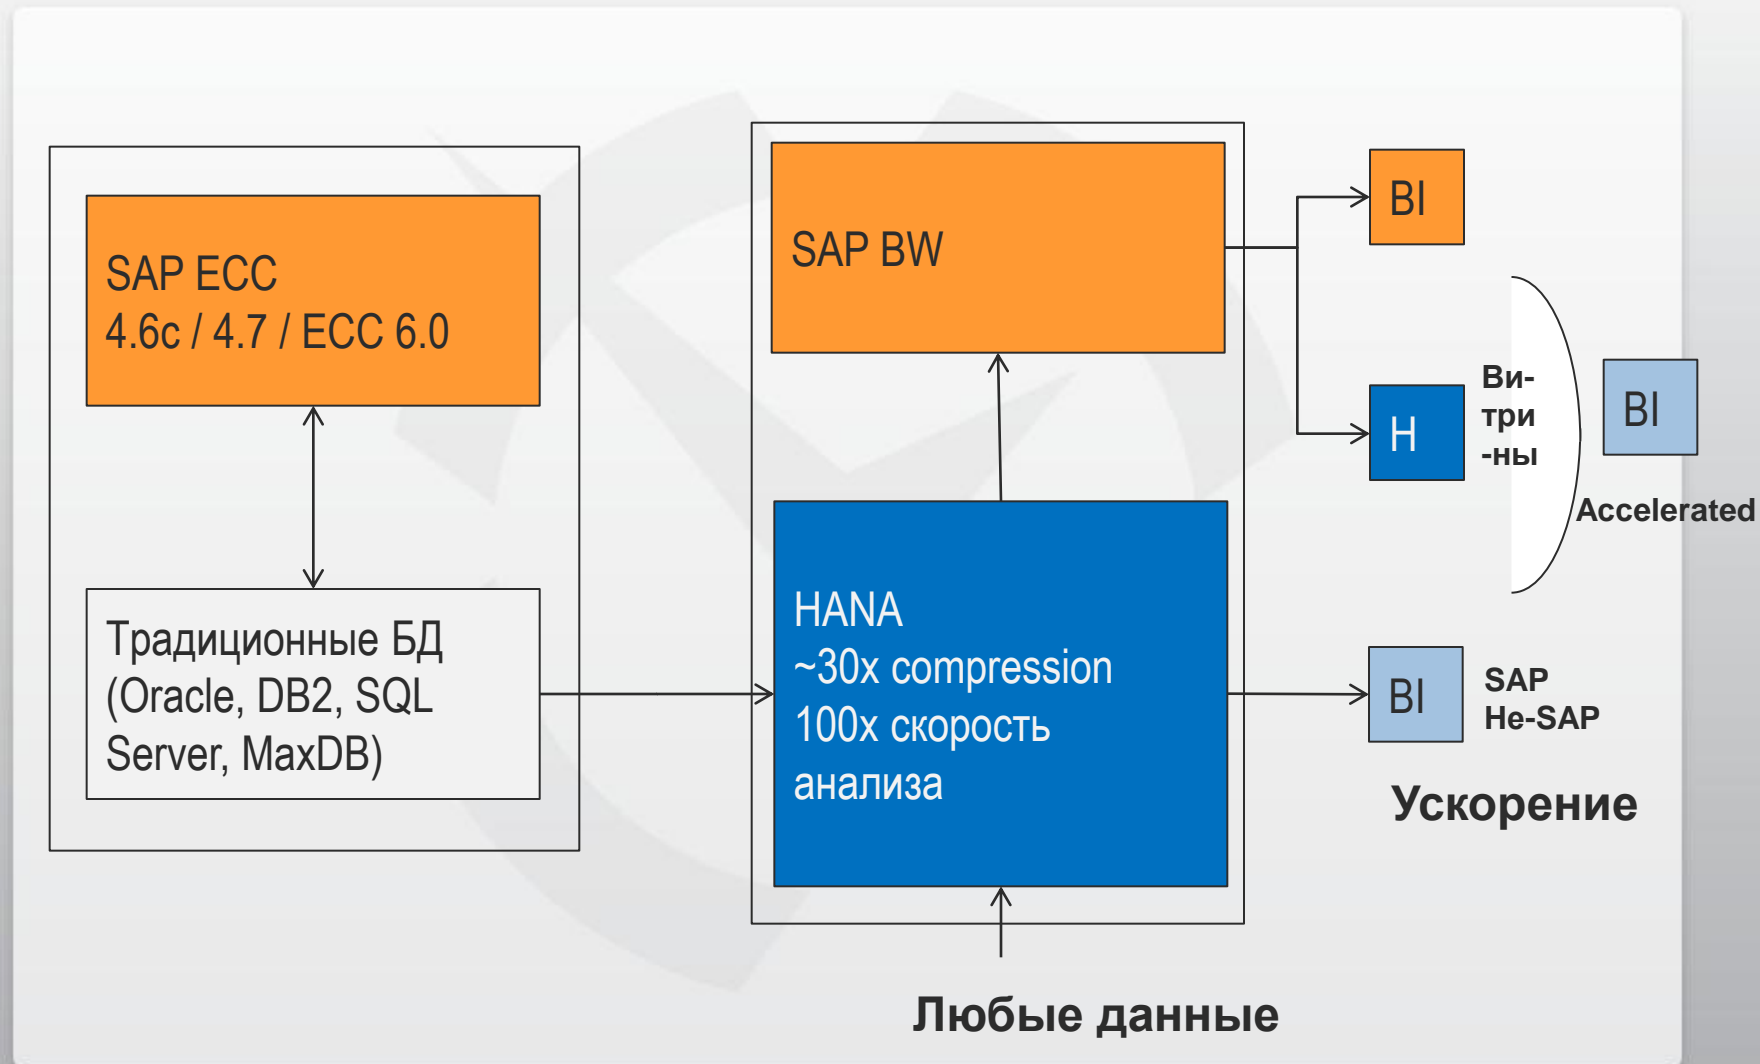 SAP ECC
4.6c / 4.7 / ECC 6.0
Традиционные БД
(Oracle, DB2, SQL
Server, MaxDB)
SAP BW
HANA
~30x compression
100x скорость
анализа
BI
H
Ви-
три
-ны
BI
Accelerated
BI
SAP
Не-SAP
Ускорение
Любые данные